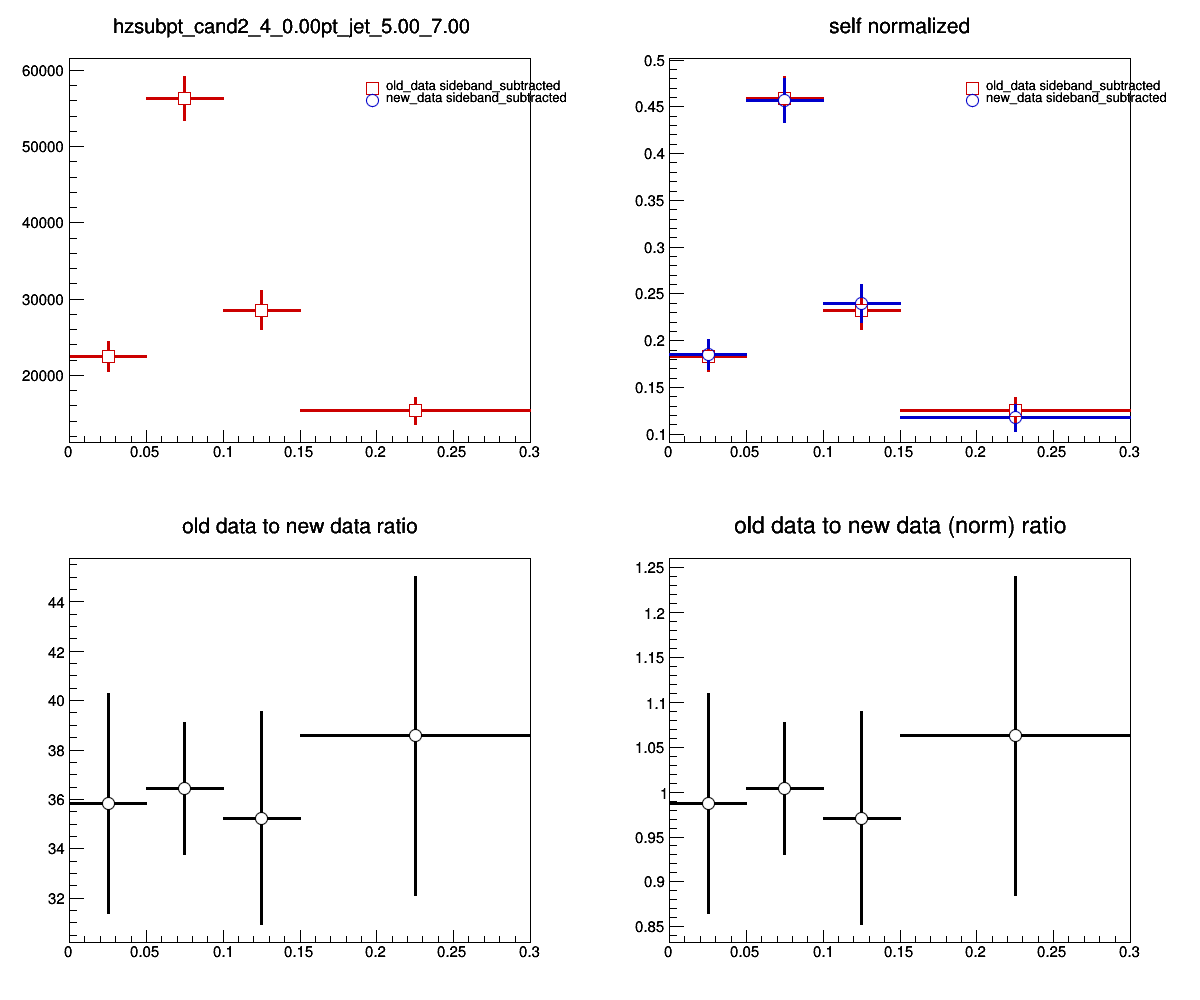 hzsubpt_cand2_4_0.00pt_jet_5.00_7.00
60000
50000
40000
30000
20000
old_data sideband_subtracted
new_data sideband_subtracted
0 0.05 0.1 0.15 0.2 0.25 0.3
self normalized
0.5
0.45
0.4
0.35
0.3
0.25
0.2
0.15
0.1
old_data sideband_subtracted
new_data sideband_subtracted
0 0.05 0.1 0.15 0.2 0.25 0.3
old data to new data ratio
44
42
40
38
36
34
32
0 0.05 0.1 0.15 0.2 0.25 0.3
old data to new data (norm) ratio
1.25
1.2
1.15
1.1
1.05
1
0.95
0.9
0.85
0 0.05 0.1 0.15 0.2 0.25 0.3